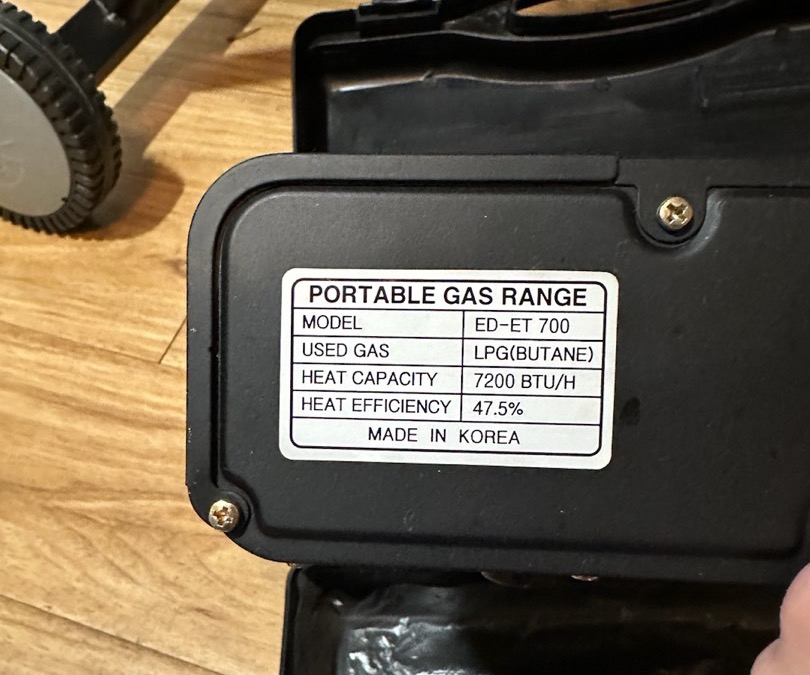 PORTABLE GAS RANGE
MODEL ED-ET 700
USED GAS LPG(BUTANE)
HEAT CAPACITY 7200 BTU/H
HEAT EFFICIENCY 47.5%
MADE IN KOREA